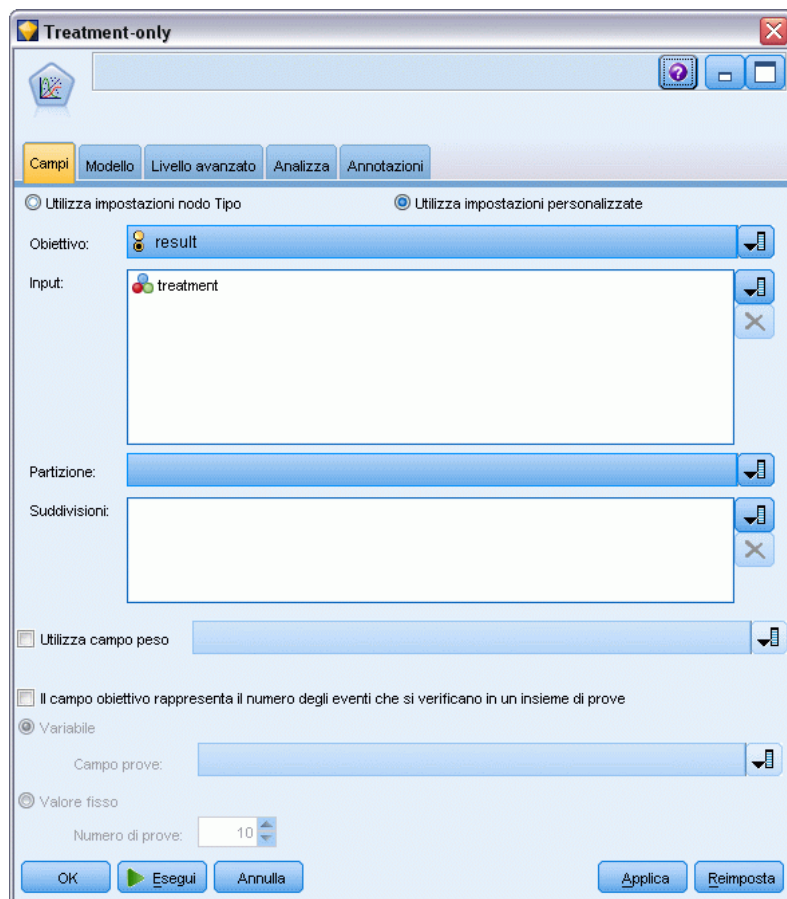 Treatment-only
Campi Modello Livello avanzato Analizza Annotazioni
Utilizza impostazioni nodo Tipo Utilizza impostazioni personalizzate
Obiettivo: result
Input: treatment
Partizione:
Suddivisioni:
Utilizza campo peso
Il campo obiettivo rappresenta il numero degli eventi che si verificano in un insieme di prove
Variabile
Campo prove:
Valore fisso
Numero di prove: 10
OK Esegui Annulla Applica Reimposta